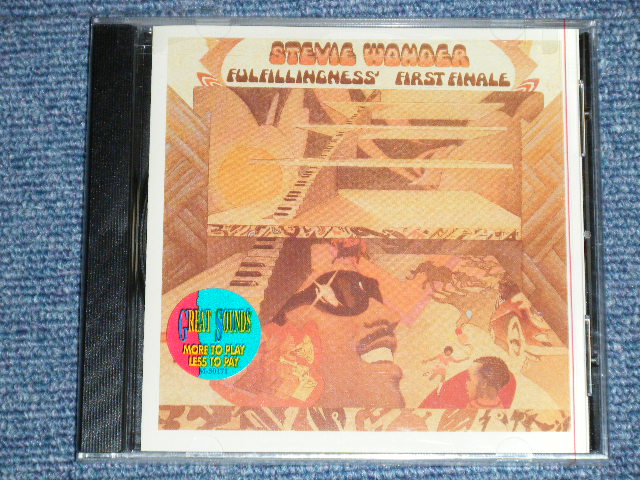 STEVIE WONDER
FULFILLINGNESS' FIRST FINALE
GREAT SOUNDS
MORE TO PLAY
LESS TO PAY